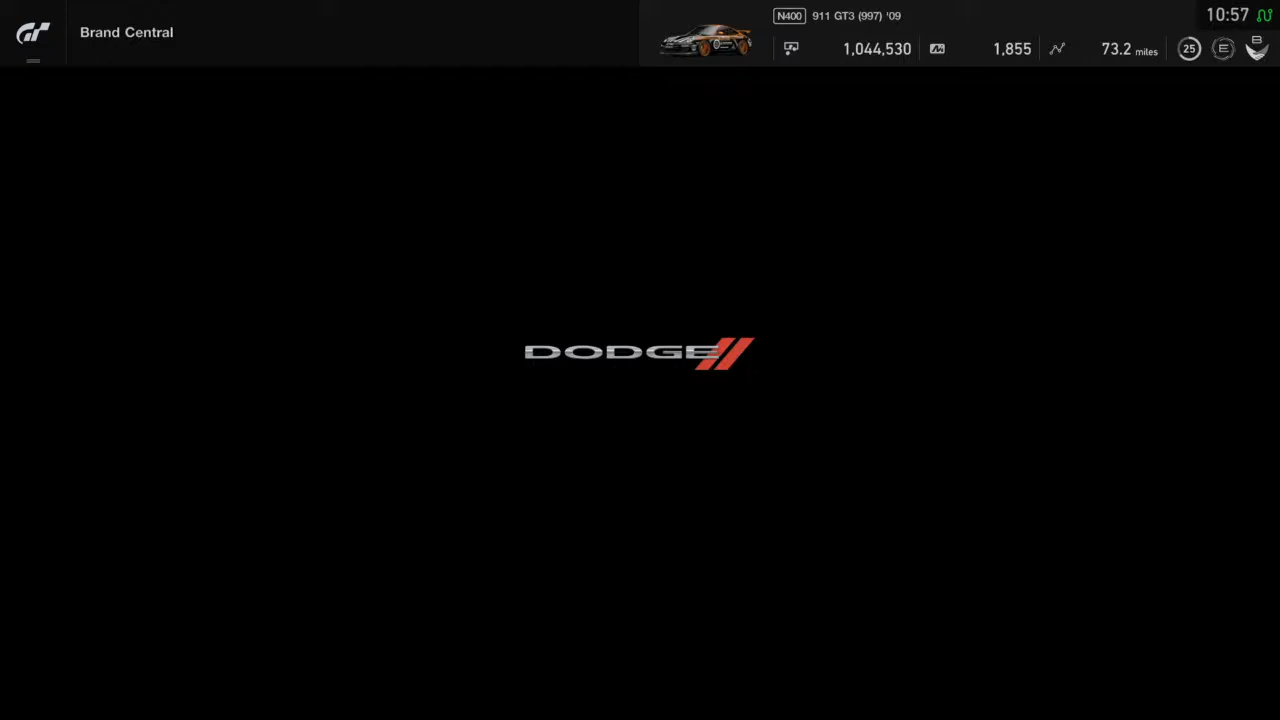 Brand Central
N400 911 GT3 (997) '09
10:57
1,044,530
1,855
73.2 miles
25
E
B
DODGE